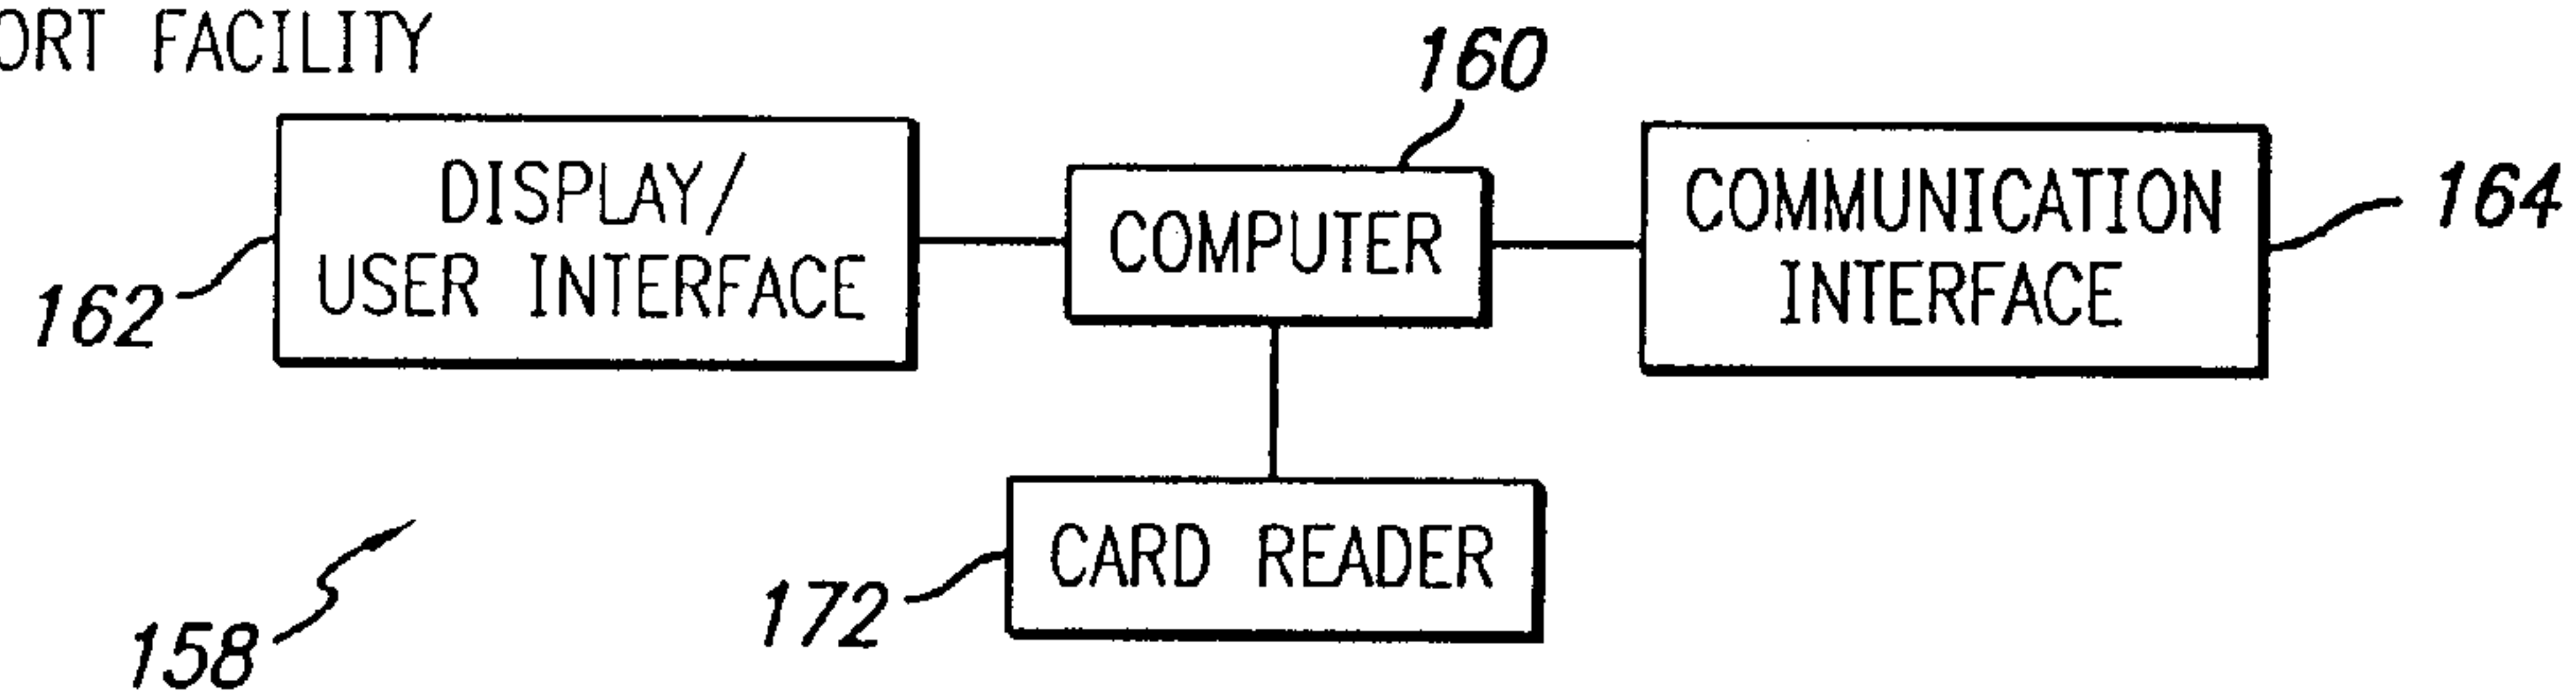 ORT FACILITY
160
DISPLAY/
USER INTERFACE
COMPUTER
COMMUNICATION
INTERFACE
164
162
CARD READER
172
158